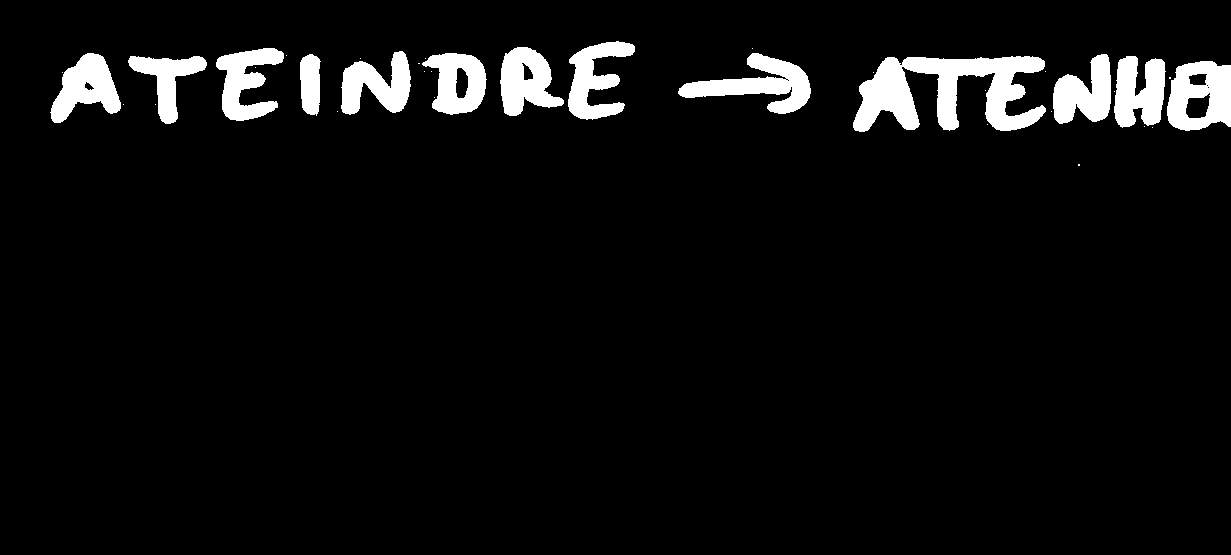 ATEINDRE → ATENHE